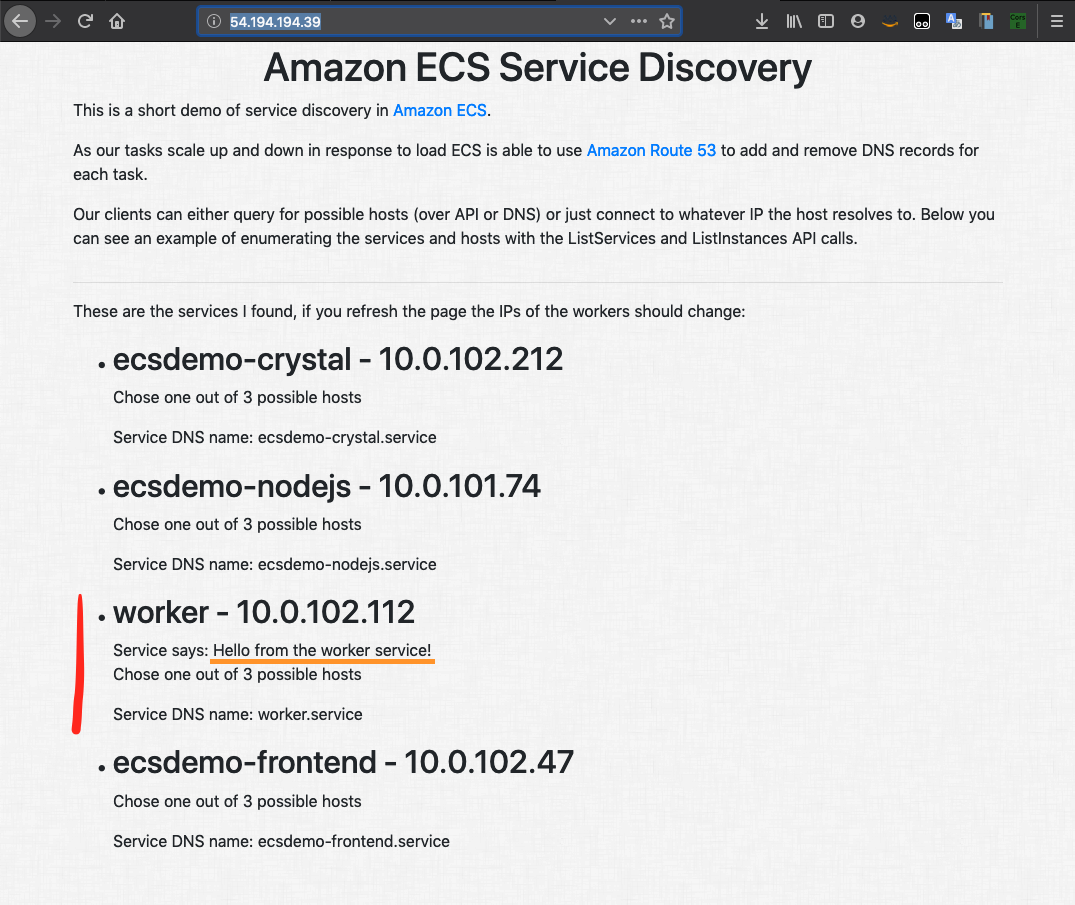 54.194.194.39
Amazon ECS Service Discovery
This is a short demo of service discovery in Amazon ECS.
As our tasks scale up and down in response to load ECS is able to use Amazon Route 53 to add and remove DNS records for
each task.
Our clients can either query for possible hosts (over API or DNS) or just connect to whatever IP the host resolves to. Below you
can see an example of enumerating the services and hosts with the ListServices and ListInstances API calls.
These are the services I found, if you refresh the page the IPs of the workers should change:
• ecsdemo-crystal - 10.0.102.212
Chose one out of 3 possible hosts
Service DNS name: ecsdemo-crystal.service
• ecsdemo-nodejs - 10.0.101.74
Chose one out of 3 possible hosts
Service DNS name: ecsdemo-nodejs.service
• worker - 10.0.102.112
Service says: Hello from the worker service!
Chose one out of 3 possible hosts
Service DNS name: worker.service
• ecsdemo-frontend - 10.0.102.47
Chose one out of 3 possible hosts
Service DNS name: ecsdemo-frontend.service